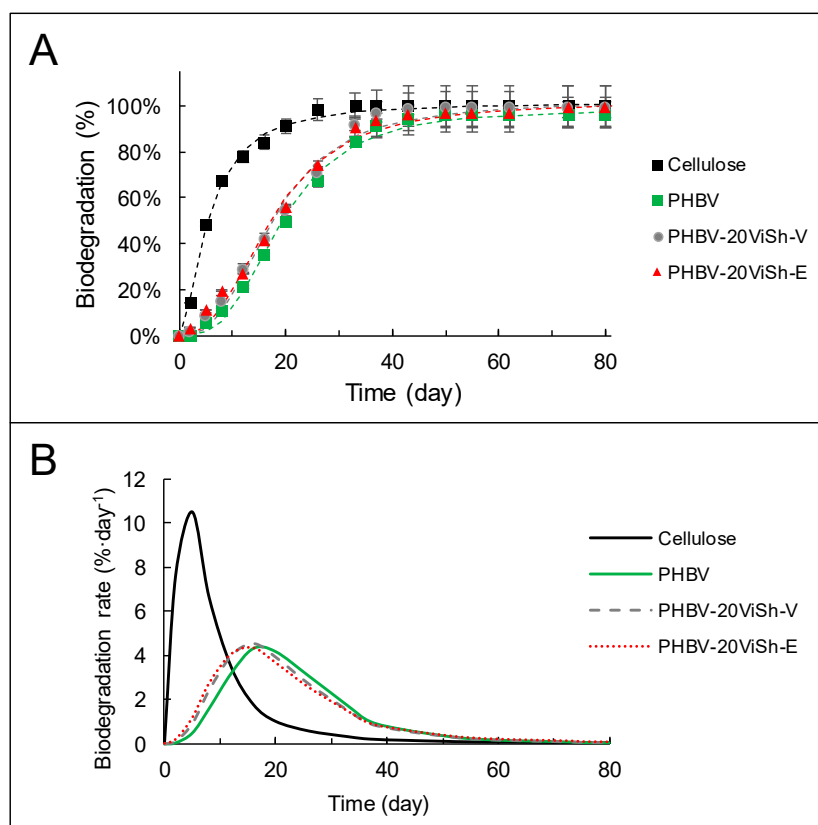 A
Biodegradation (%)
100%
80%
60%
40%
20%
0%
0 20 40 60 80
Time (day)
Cellulose
PHBV
PHBV-20ViSh-V
PHBV-20ViSh-E
B
Biodegradation rate (%·day⁻¹)
12
10
8
6
4
2
0
0 20 40 60 80
Time (day)
Cellulose
PHBV
PHBV-20ViSh-V
PHBV-20ViSh-E